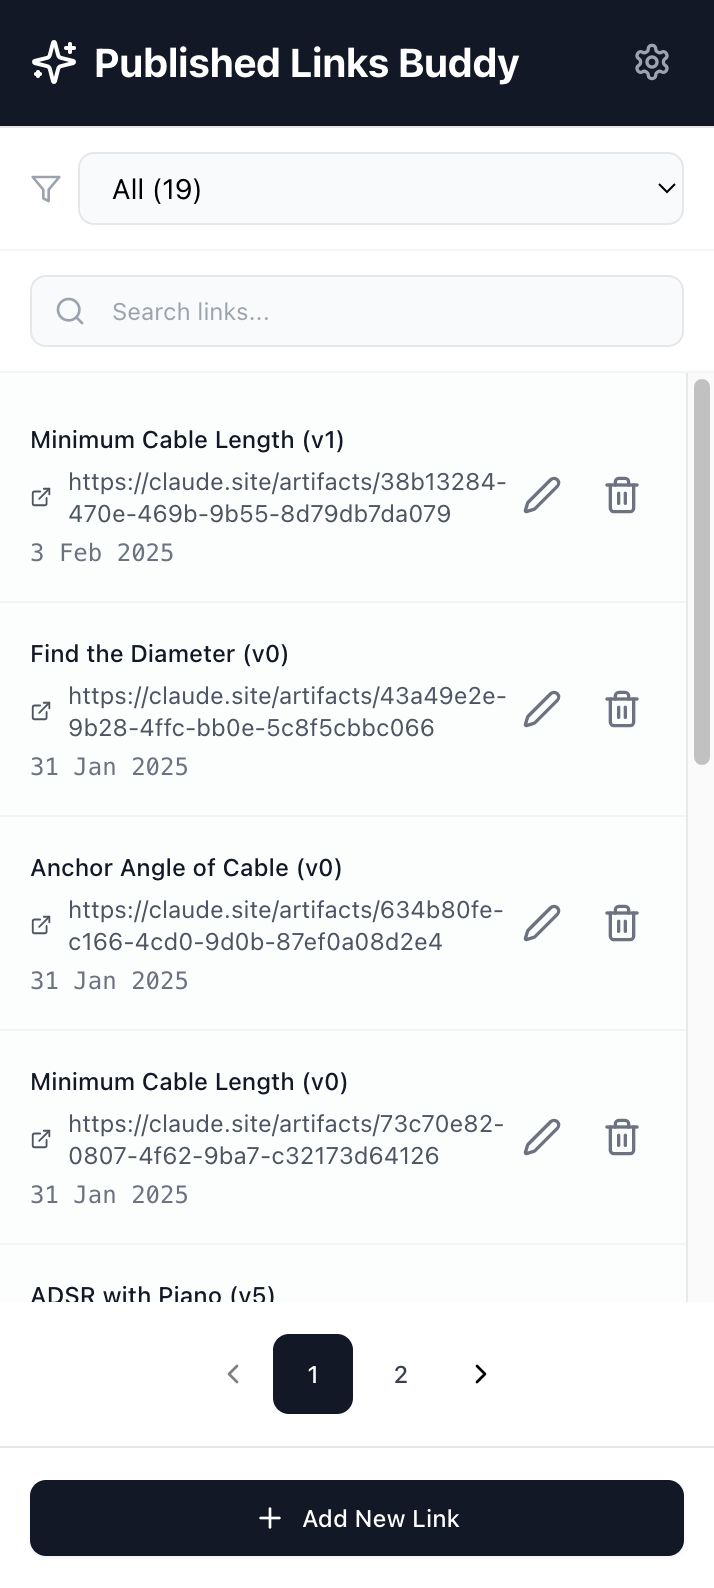 Published Links Buddy
All (19)
Search links...
Minimum Cable Length (v1)
https://claude.site/artifacts/38b13284-
470e-469b-9b55-8d79db7da079
3 Feb 2025
Find the Diameter (v0)
https://claude.site/artifacts/43a49e2e-
9b28-4ffc-bb0e-5c8f5cbbc066
31 Jan 2025
Anchor Angle of Cable (v0)
https://claude.site/artifacts/634b80fe-
c166-4cd0-9d0b-87ef0a08d2e4
31 Jan 2025
Minimum Cable Length (v0)
https://claude.site/artifacts/73c70e82-
0807-4f62-9ba7-c32173d64126
31 Jan 2025
ADSR with Piano (v5)
1 2
Add New Link